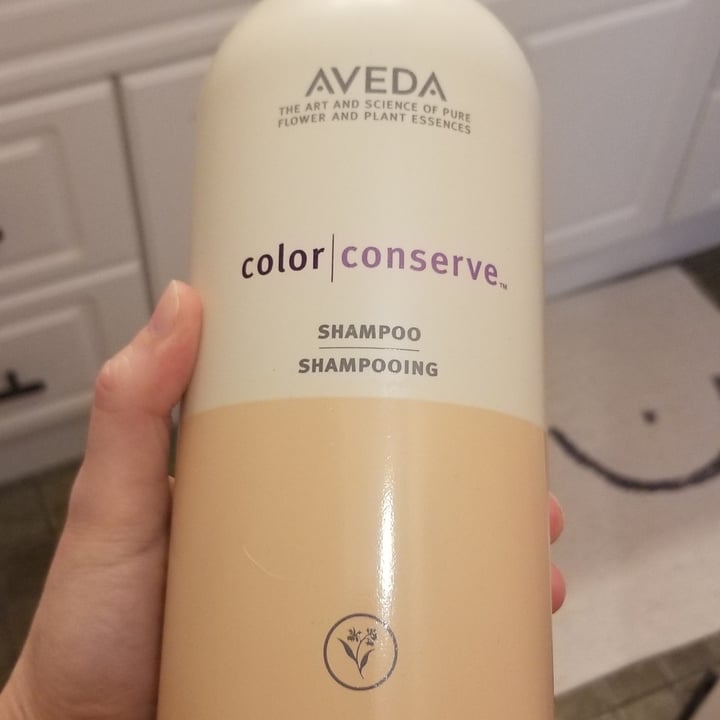 AVEDA
THE ART AND SCIENCE OF PURE
FLOWER AND PLANT ESSENCES
color|conserve™
SHAMPOO
SHAMPOOING